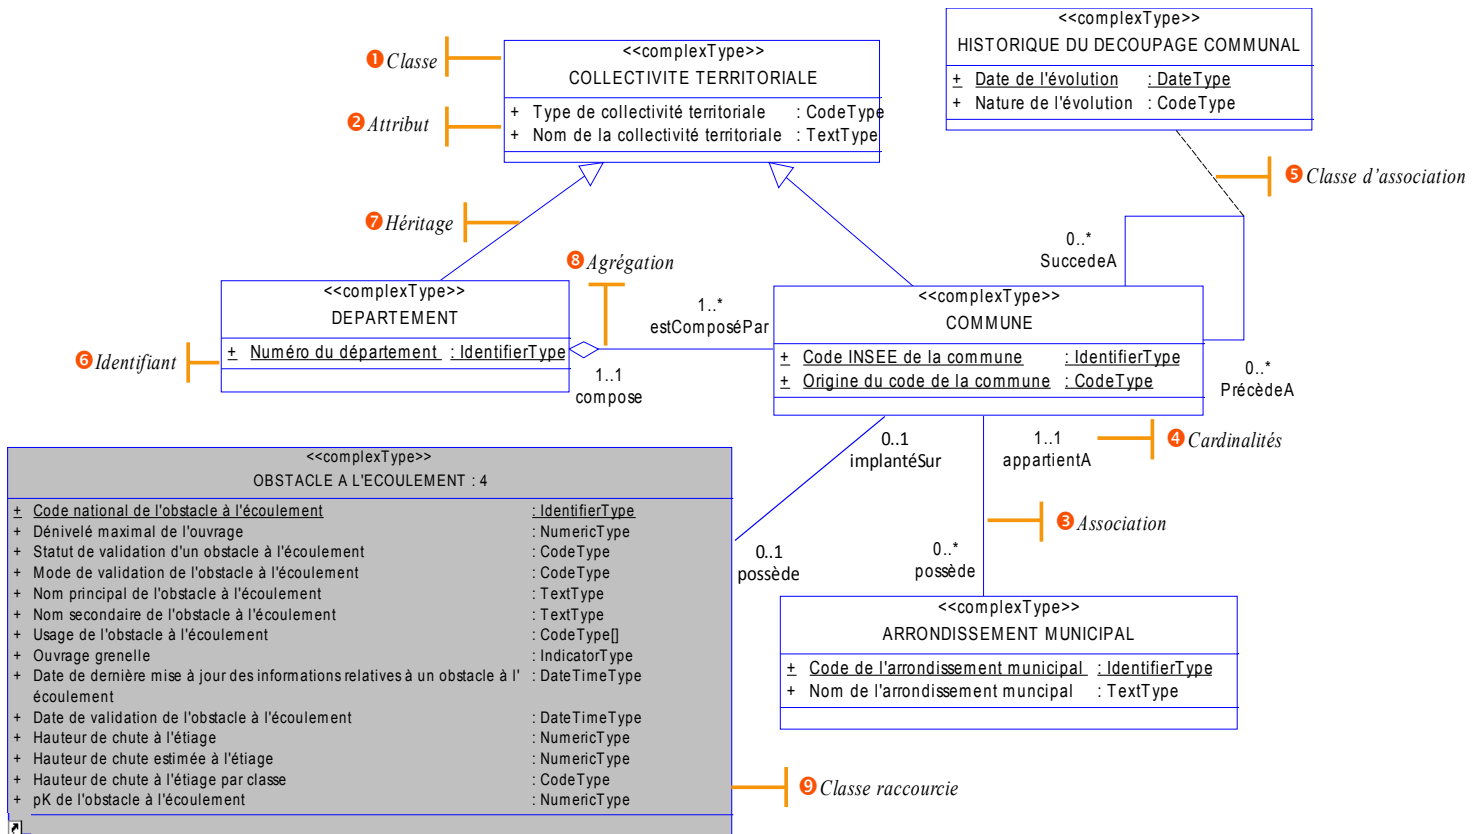 <<complexType>>
HISTORIQUE DU DECOUPAGE COMMUNAL
+ Date de l'évolution : DateType
+ Nature de l'évolution : CodeType
❶ Classe
<<complexType>>
COLLECTIVITE TERRITORIALE
❷ Attribut
+ Type de collectivité territoriale : CodeType
+ Nom de la collectivité territoriale : TextType
❺ Classe d'association
❼ Héritage
0..*
SuccedeA
❽ Agrégation
<<complexType>>
DEPARTEMENT
❻ Identifiant
+ Numéro du département : IdentifierType
1..*
estComposéPar
1..1
compose
<<complexType>>
COMMUNE
+ Code INSEE de la commune : IdentifierType
+ Origine du code de la commune : CodeType
0..*
PrécèdeA
0..1
implantéSur
1..1
appartientA
❹ Cardinalités
❸ Association
0..1
possède
0..*
possède
<<complexType>>
OBSTACLE A L'ECOULEMENT : 4
+ Code national de l'obstacle à l'écoulement : IdentifierType
+ Dénivelé maximal de l'ouvrage : NumericType
+ Statut de validation d'un obstacle à l'écoulement : CodeType
+ Mode de validation de l'obstacle à l'écoulement : CodeType
+ Nom principal de l'obstacle à l'écoulement : TextType
+ Nom secondaire de l'obstacle à l'écoulement : TextType
+ Usage de l'obstacle à l'écoulement : CodeType[]
+ Ouvrage grenelle : IndicatorType
+ Date de dernière mise à jour des informations relatives à un obstacle à l' : DateTimeType
écoulement
+ Date de validation de l'obstacle à l'écoulement : DateTimeType
+ Hauteur de chute à l'étiage : NumericType
+ Hauteur de chute estimée à l'étiage : NumericType
+ Hauteur de chute à l'étiage par classe : CodeType
+ pK de l'obstacle à l'écoulement : NumericType
<<complexType>>
ARRONDISSEMENT MUNICIPAL
+ Code de l'arrondissement municipal : IdentifierType
+ Nom de l'arrondissement muncipal : TextType
❾ Classe raccourcie